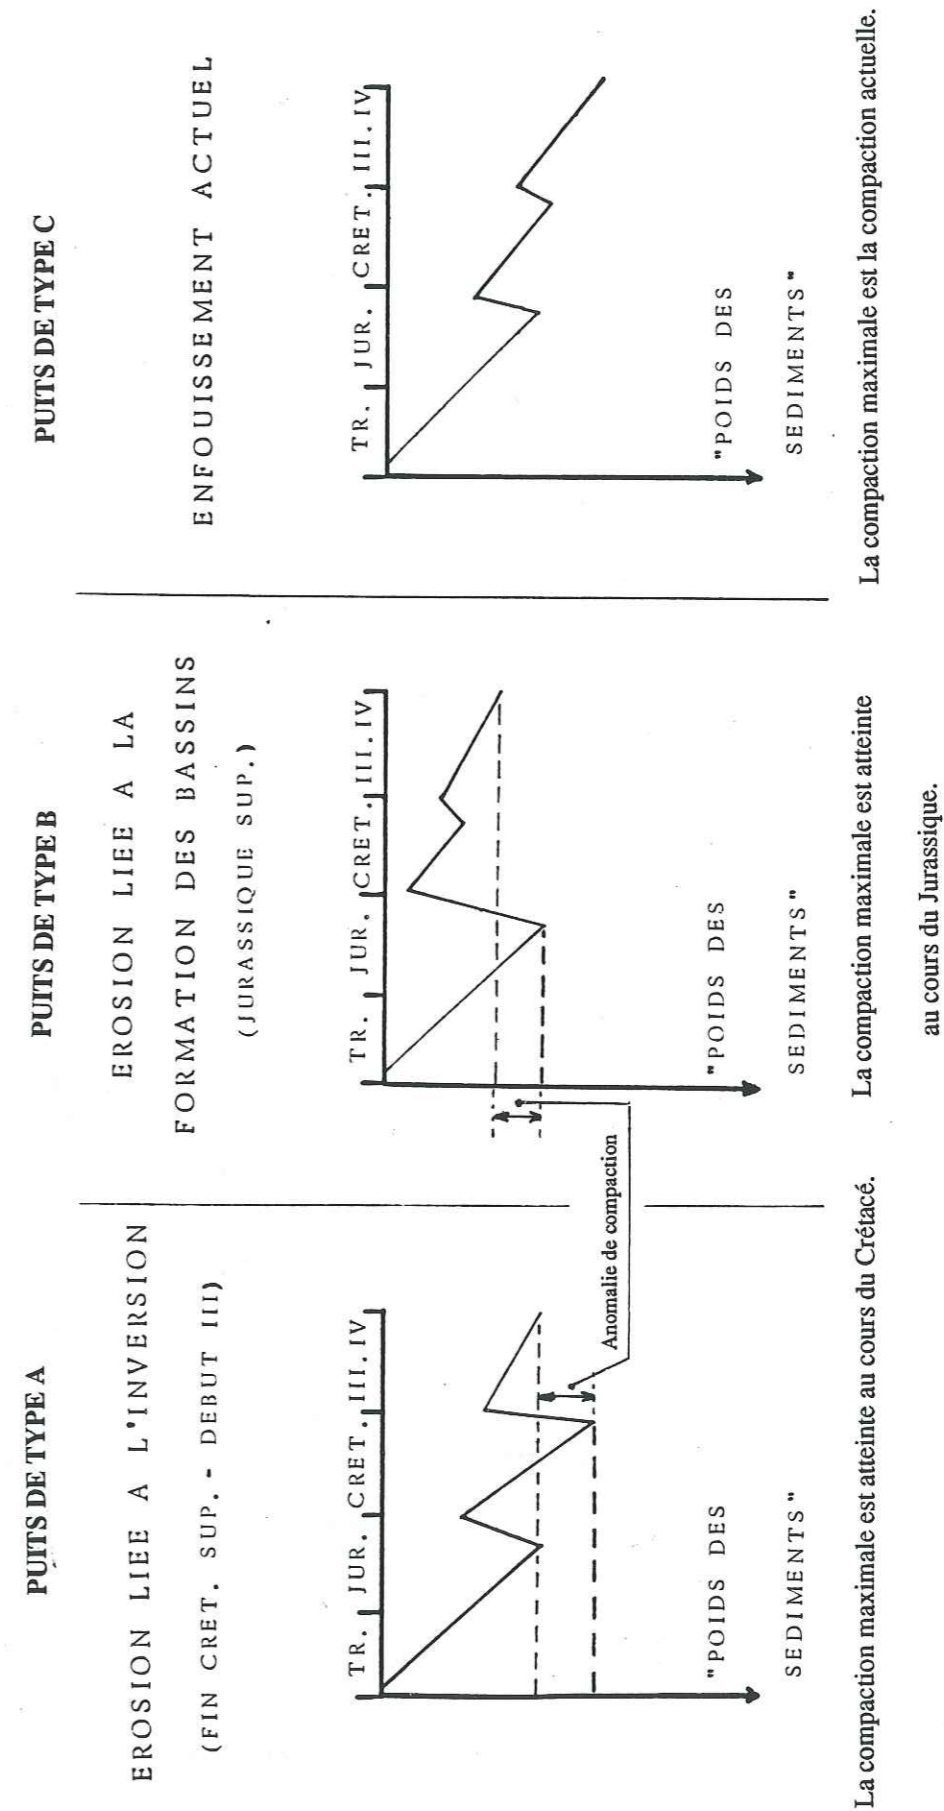 PUITS DE TYPE A
EROSION LIEE A L'INVERSION
(FIN CRET. SUP. - DEBUT III)
TR. JUR. CRET. III. IV
Anomalie de compaction
"POIDS DES
SEDIMENTS"
La compaction maximale est atteinte au cours du Crétacé.
PUITS DE TYPE B
EROSION LIEE A LA
FORMATION DES BASSINS
(JURASSIQUE SUP.)
TR. JUR. CRET. III. IV
"POIDS DES
SEDIMENTS"
La compaction maximale est atteinte
au cours du Jurassique.
PUITS DE TYPE C
ENFOUISSEMENT ACTUEL
TR. JUR. CRET. III. IV
"POIDS DES
SEDIMENTS"
La compaction maximale est la compaction actuelle.